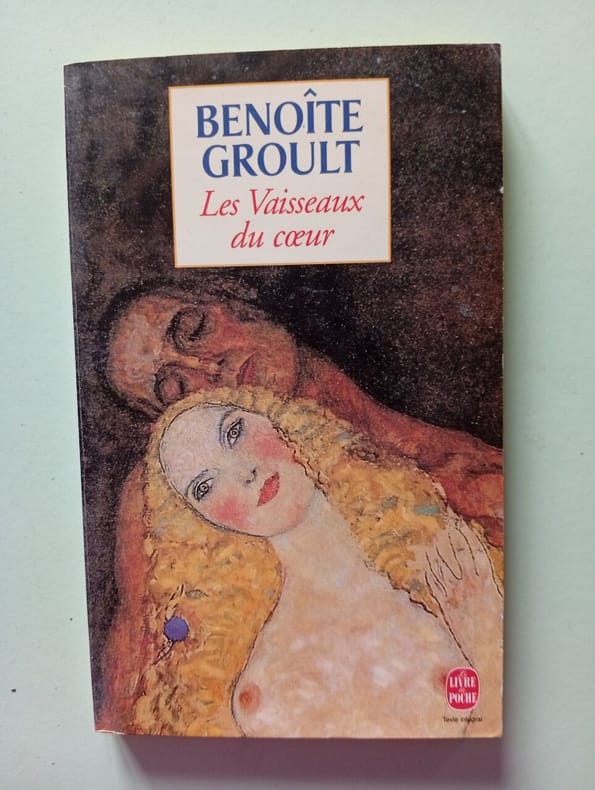 BENOÎTE
GROULT
Les Vaisseaux
du cœur
LE
LIVRE
DE
POCHE
Texte intégral